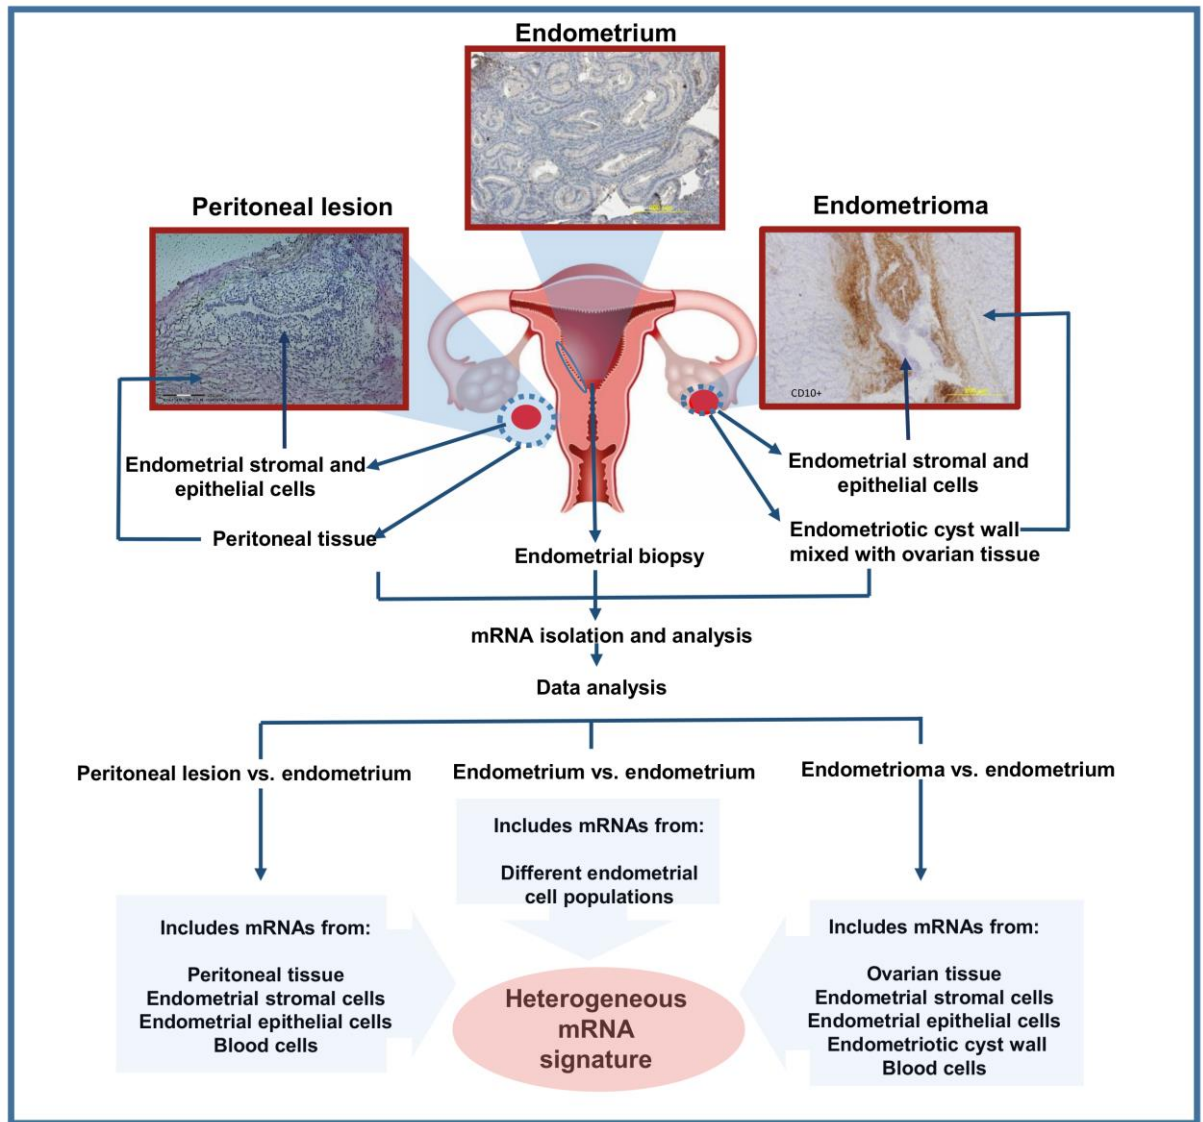 Endometrium
Peritoneal lesion
Endometrioma
CD10+
Endometrial stromal and
epithelial cells
Peritoneal tissue
Endometrial stromal and
epithelial cells
Endometriotic cyst wall
mixed with ovarian tissue
Endometrial biopsy
mRNA isolation and analysis
Data analysis
Peritoneal lesion vs. endometrium
Endometrium vs. endometrium
Endometrioma vs. endometrium
Includes mRNAs from:
Different endometrial
cell populations
Includes mRNAs from:
Peritoneal tissue
Endometrial stromal cells
Endometrial epithelial cells
Blood cells
Heterogeneous
mRNA
signature
Includes mRNAs from:
Ovarian tissue
Endometrial stromal cells
Endometrial epithelial cells
Endometriotic cyst wall
Blood cells